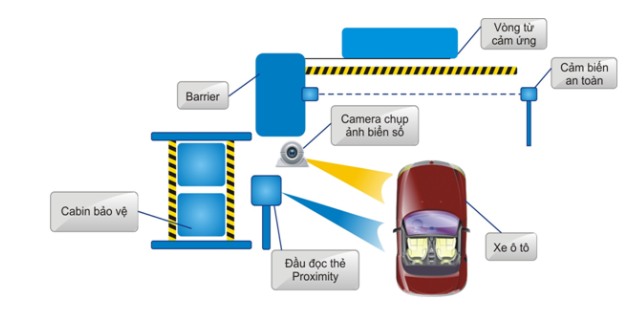 Vòng từ
cảm ứng
Cảm biến
an toàn
Barrier
Camera chụp
ảnh biển số
Cabin bảo vệ
Xe ô tô
Đầu đọc thẻ
Proximity